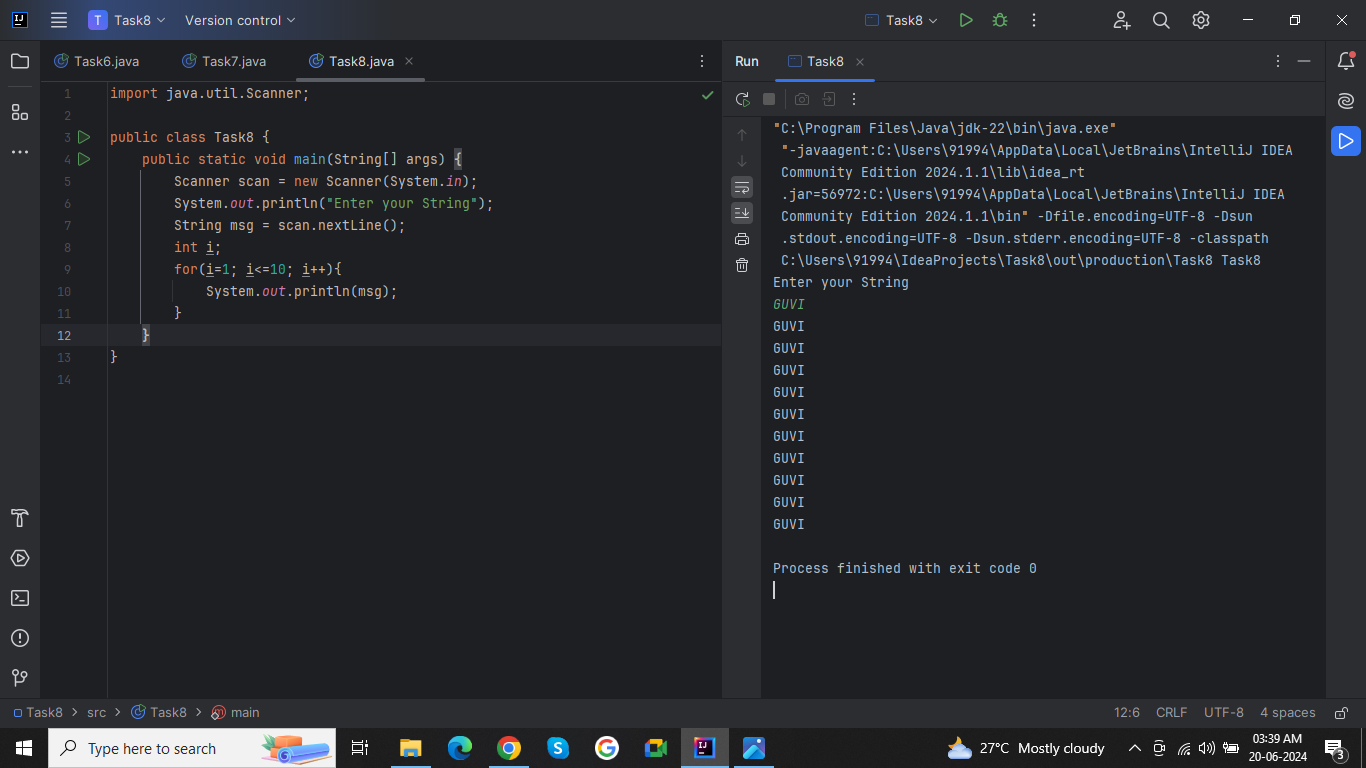 T Task8 Version control Task8
Task6.java Task7.java Task8.java Run Task8
1 import java.util.Scanner;
2
3 public class Task8 {
4 public static void main(String[] args) {
5 Scanner scan = new Scanner(System.in);
6 System.out.println("Enter your String");
7 String msg = scan.nextLine();
8 int i;
9 for(i=1; i<=10; i++){
10 System.out.println(msg);
11 }
12 }
13 }
14
"C:\Program Files\Java\jdk-22\bin\java.exe"
"-javaagent:C:\Users\91994\AppData\Local\JetBrains\IntelliJ IDEA
Community Edition 2024.1.1\lib\idea_rt
.jar=56972:C:\Users\91994\AppData\Local\JetBrains\IntelliJ IDEA
Community Edition 2024.1.1\bin" -Dfile.encoding=UTF-8 -Dsun
.stdout.encoding=UTF-8 -Dsun.stderr.encoding=UTF-8 -classpath
C:\Users\91994\IdeaProjects\Task8\out\production\Task8 Task8
Enter your String
GUVI
GUVI
GUVI
GUVI
GUVI
GUVI
GUVI
GUVI
GUVI
GUVI
GUVI
Process finished with exit code 0
Task8 > src > Task8 > main 12:6 CRLF UTF-8 4 spaces
Type here to search 27°C Mostly cloudy 03:39 AM
20-06-2024 3